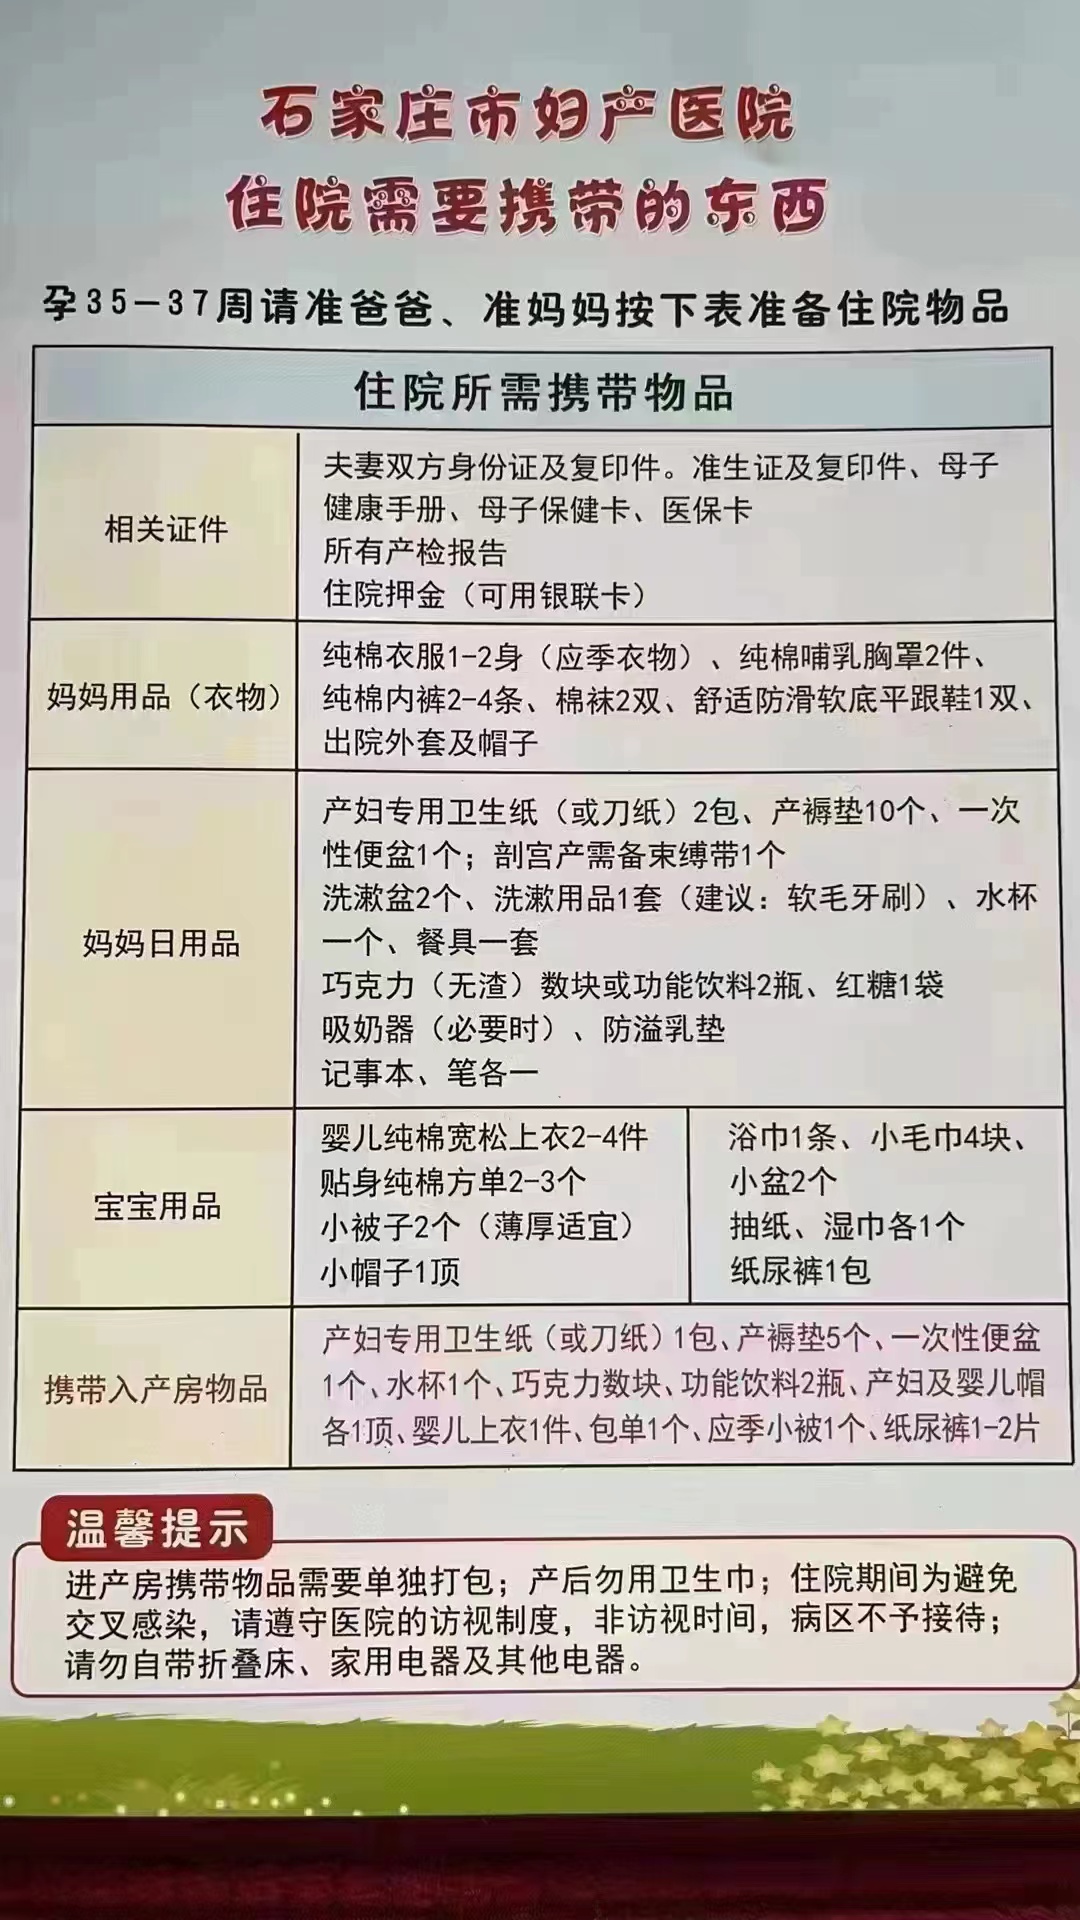 石家庄市妇产医院
住院需要携带的东西
孕35—37周请准爸爸、准妈妈按下表准备住院物品
住院所需携带物品
相关证件
夫妻双方身份证及复印件。准生证及复印件、母子
健康手册、母子保健卡、医保卡
所有产检报告
住院押金（可用银联卡）
妈妈用品（衣物）
纯棉衣服1-2身（应季衣物）、纯棉哺乳胸罩2件、
纯棉内裤2-4条、棉袜2双、舒适防滑软底平跟鞋1双、
出院外套及帽子
妈妈日用品
产妇专用卫生纸（或刀纸）2包、产褥垫10个、一次
性便盆1个；剖宫产需备束缚带1个
洗漱盆2个、洗漱用品1套（建议：软毛牙刷）、水杯
一个、餐具一套
巧克力（无渣）数块或功能饮料2瓶、红糖1袋
吸奶器（必要时）、防溢乳垫
记事本、笔各一
宝宝用品
婴儿纯棉宽松上衣2-4件
贴身纯棉方单2-3个
小被子2个（薄厚适宜）
小帽子1顶
浴巾1条、小毛巾4块、
小盆2个
抽纸、湿巾各1个
纸尿裤1包
携带入产房物品
产妇专用卫生纸（或刀纸）1包、产褥垫5个、一次性便盆
1个、水杯1个、巧克力数块、功能饮料2瓶、产妇及婴儿帽
各1顶、婴儿上衣1件、包单1个、应季小被1个、纸尿裤1-2片
温馨提示
进产房携带物品需要单独打包；产后勿用卫生巾；住院期间为避免
交叉感染，请遵守医院的访视制度，非访视时间，病区不予接待；
请勿自带折叠床、家用电器及其他电器。